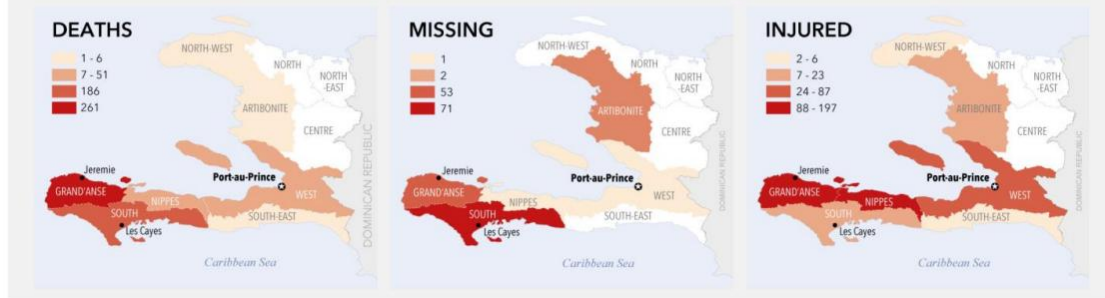 DEATHS
1 - 6
7 - 51
186
261
NORTH-WEST
NORTH
NORTH
-EAST
ARTIBONITE
CENTRE
DOMINICAN REPUBLIC
Jeremie
Port-au-Prince
GRAND'ANSE
NIPPES
WEST
SOUTH
SOUTH-EAST
Les Cayes
Caribbean Sea
MISSING
1
2
53
71
NORTH-WEST
NORTH
NORTH
-EAST
ARTIBONITE
CENTRE
DOMINICAN REPUBLIC
Jeremie
Port-au-Prince
GRAND'ANSE
NIPPES
WEST
SOUTH
SOUTH-EAST
Les Cayes
Caribbean Sea
INJURED
2 - 6
7 - 23
24 - 87
88 - 197
NORTH-WEST
NORTH
NORTH
-EAST
ARTIBONITE
CENTRE
DOMINICAN REPUBLIC
Jeremie
Port-au-Prince
GRAND'ANSE
NIPPES
WEST
SOUTH
SOUTH-EAST
Les Cayes
Caribbean Sea